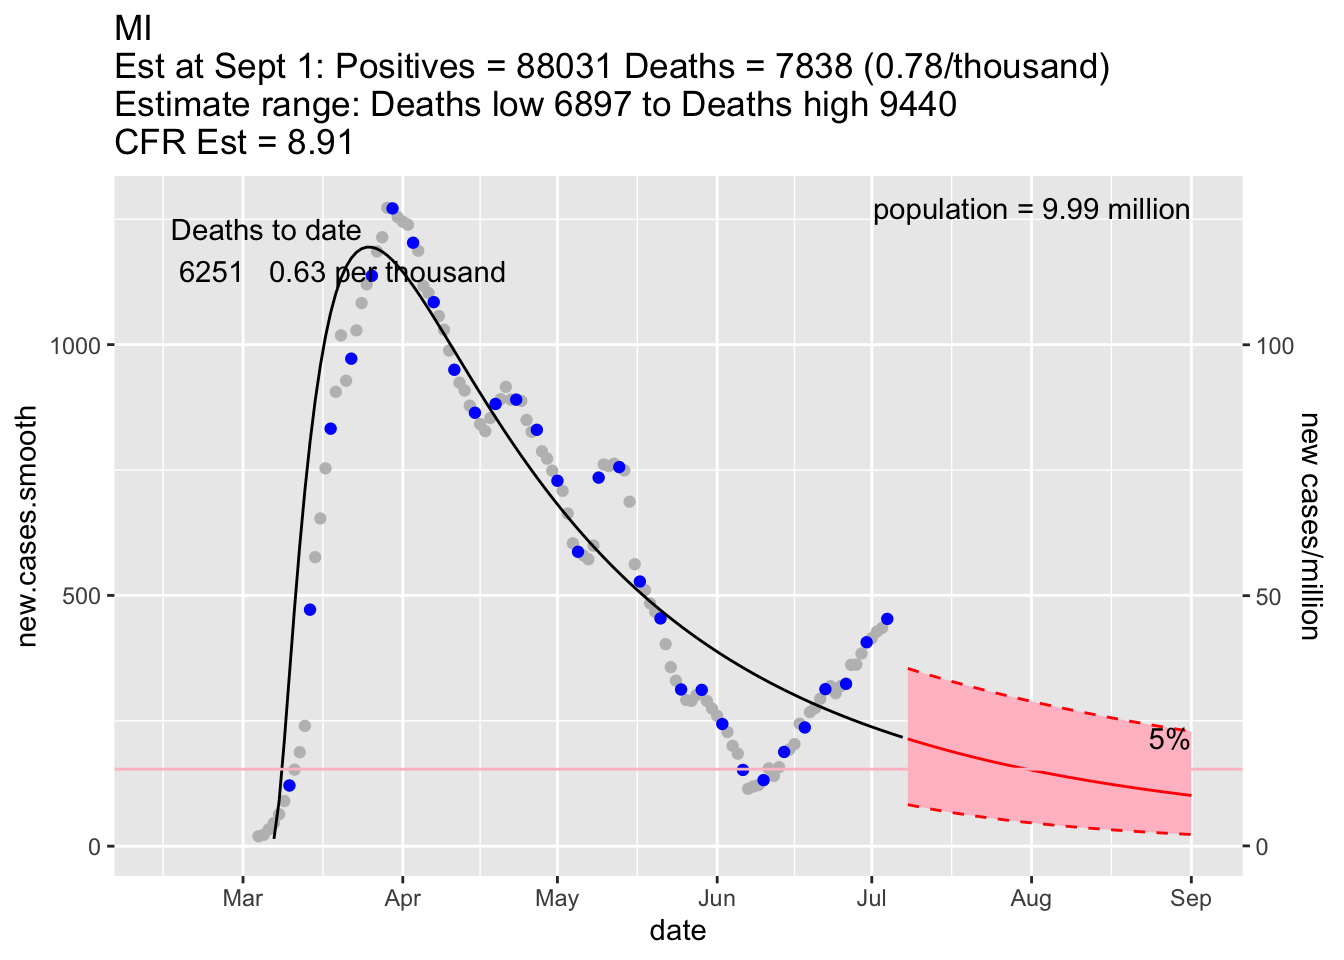 MI
Est at Sept 1: Positives = 88031 Deaths = 7838 (0.78/thousand)
Estimate range: Deaths low 6897 to Deaths high 9440
CFR Est = 8.91
population = 9.99 million
Deaths to date
6251 0.63 per thousand
5%
new.cases.smooth
1000
500
0
new cases/million
100
50
0
Mar Apr May Jun Jul Aug Sep
date